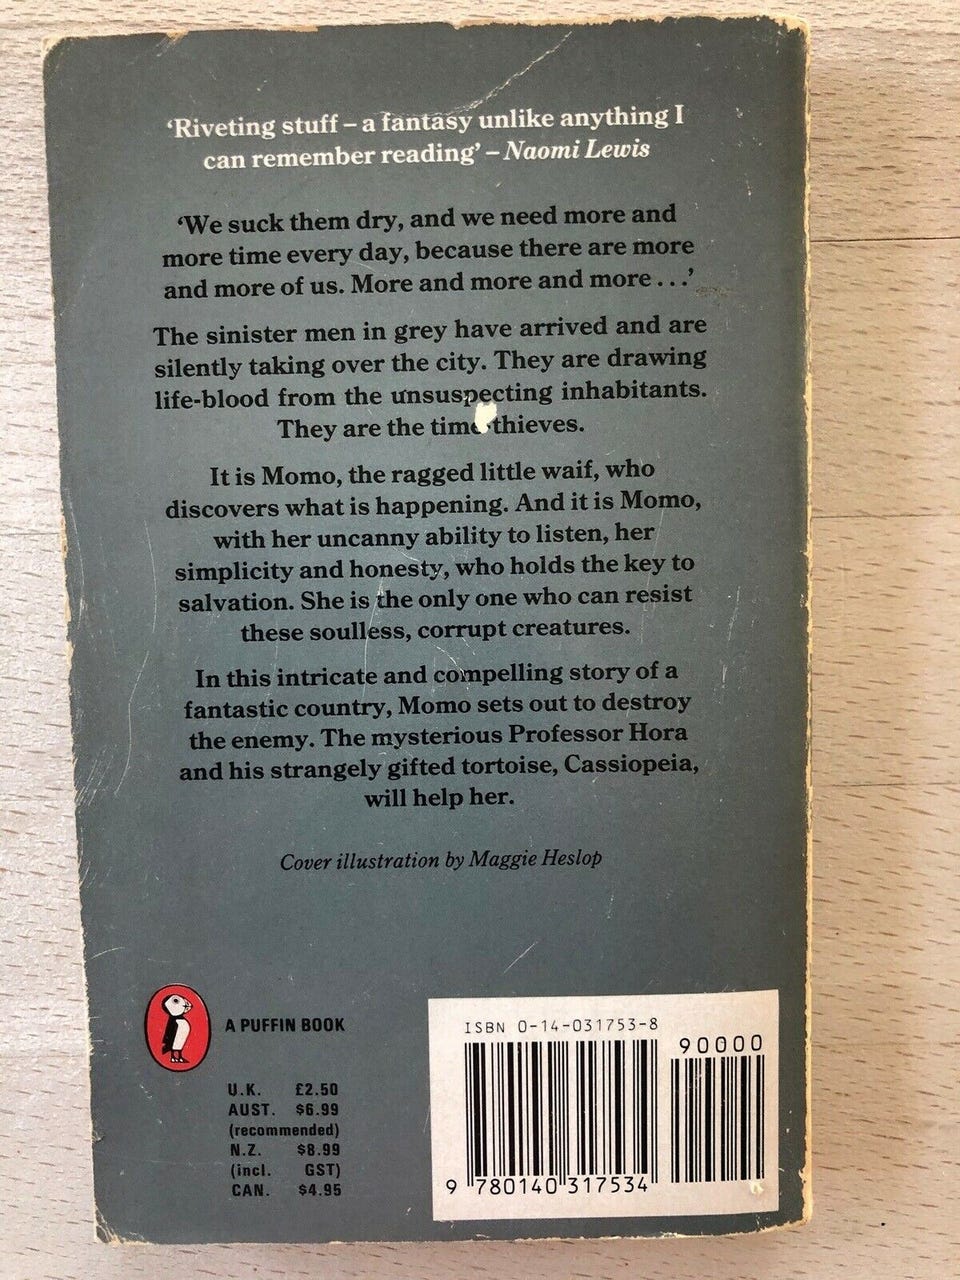 ‘Riveting stuff – a fantasy unlike anything I
can remember reading’ – Naomi Lewis
‘We suck them dry, and we need more and
more time every day, because there are more
and more of us. More and more and more . . .’
The sinister men in grey have arrived and are
silently taking over the city. They are drawing
life-blood from the unsuspecting inhabitants.
They are the time thieves.
It is Momo, the ragged little waif, who
discovers what is happening. And it is Momo,
with her uncanny ability to listen, her
simplicity and honesty, who holds the key to
salvation. She is the only one who can resist
these soulless, corrupt creatures.
In this intricate and compelling story of a
fantastic country, Momo sets out to destroy
the enemy. The mysterious Professor Hora
and his strangely gifted tortoise, Cassiopeia,
will help her.
Cover illustration by Maggie Heslop
A PUFFIN BOOK
U.K. £2.50
AUST. $6.99
(recommended)
N.Z. $8.99
(incl. GST)
CAN. $4.95
ISBN 0-14-031753-8
90000
9 780140 317534